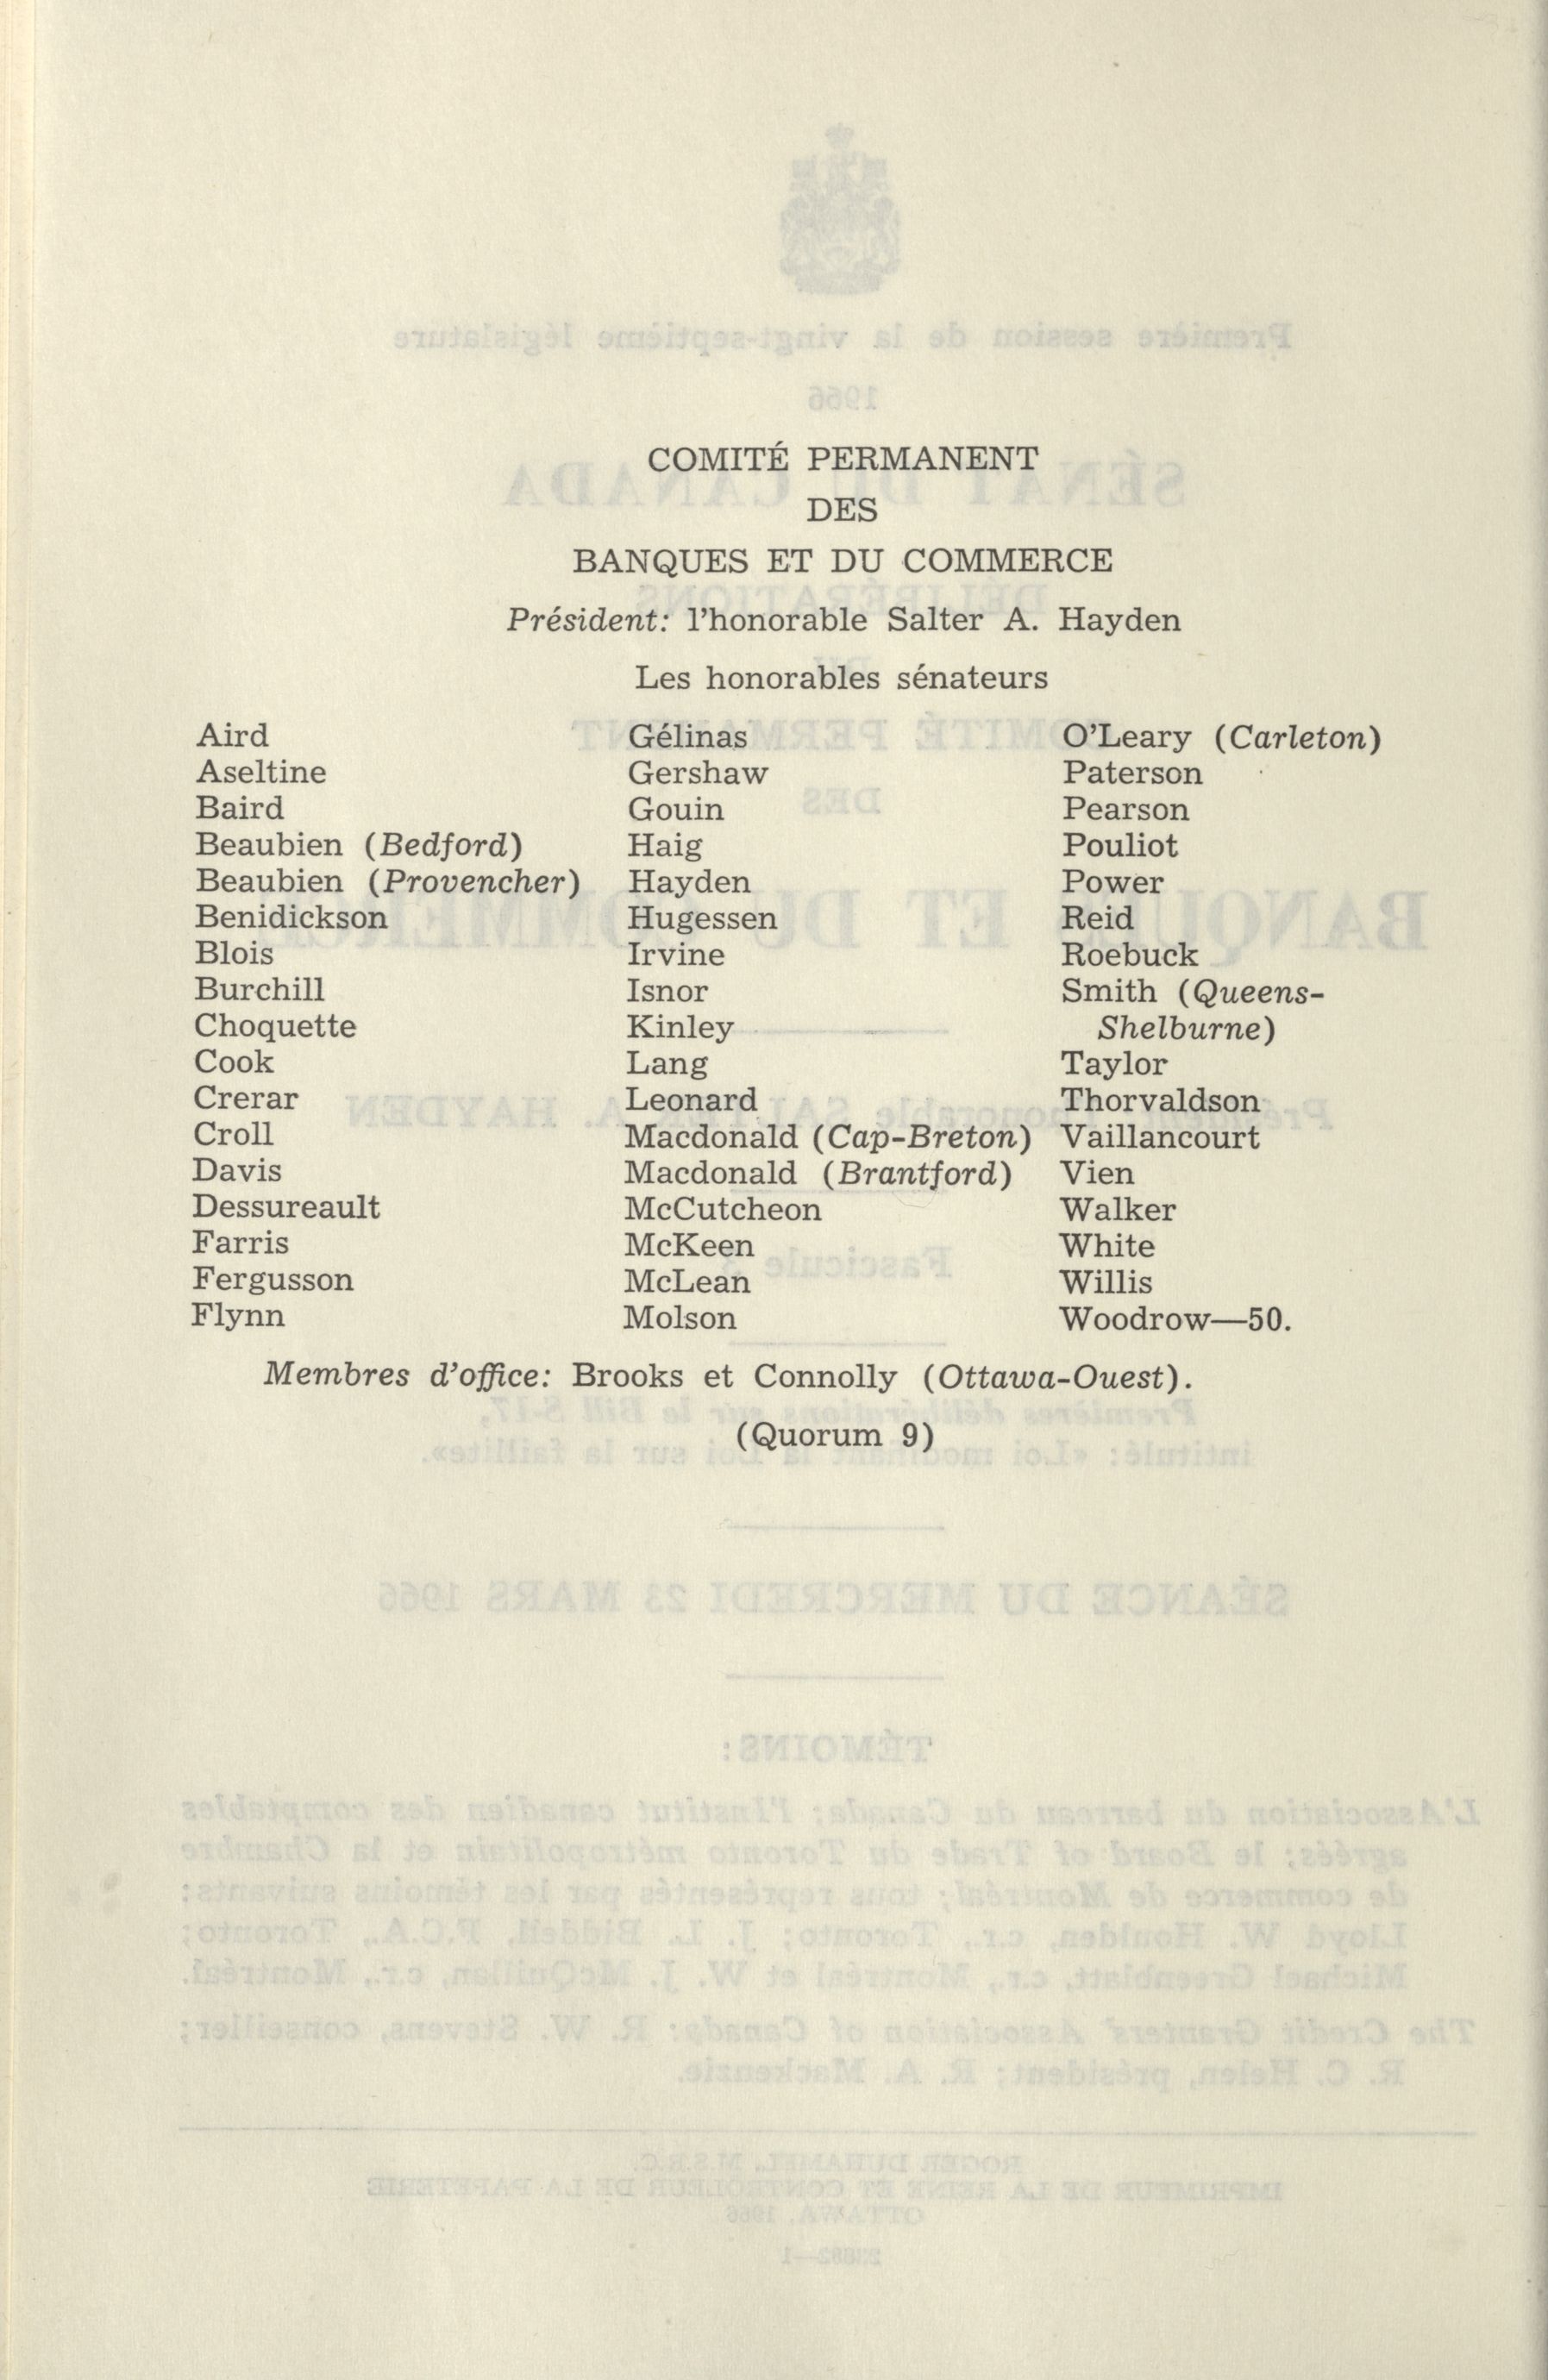 COMITÉ PERMANENT
DES
BANQUES ET DU COMMERCE
Président: l'honorable Salter A. Hayden
Les honorables sénateurs
Aird
Aseltine
Baird
Beaubien (Bedford)
Beaubien (Provencher)
Benidickson
Blois
Burchill
Choquette
Cook
Crerar
Croll
Davis
Dessureault
Farris
Fergusson
Flynn
Gélinas
Gershaw
Gouin
Haig
Hayden
Hugessen
Irvine
Isnor
Kinley
Lang
Leonard
Macdonald (Cap-Breton)
Macdonald (Brantford)
McCutcheon
McKeen
McLean
Molson
O'Leary (Carleton)
Paterson
Pearson
Pouliot
Power
Reid
Roebuck
Smith (Queens-
Shelburne)
Taylor
Thorvaldson
Vaillancourt
Vien
Walker
White
Willis
Woodrow—50.
Membres d'office: Brooks et Connolly (Ottawa-Ouest).
(Quorum 9)